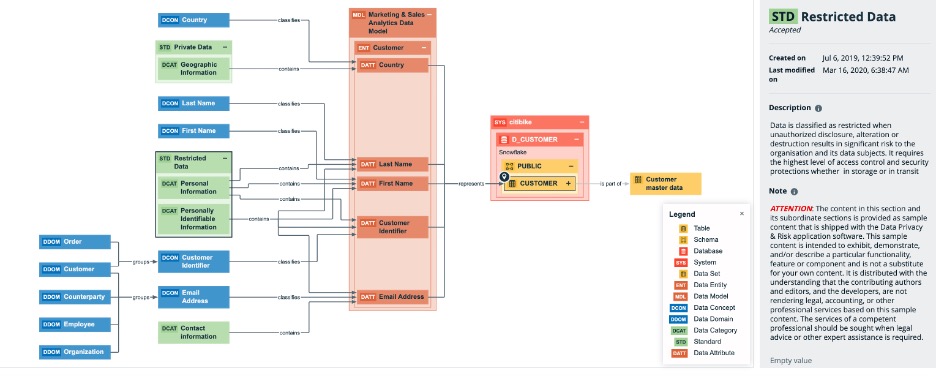 DCON Country
classifies
STD Private Data −
DCAT Geographic
Information
contains
DCON Last Name
classifies
DCON First Name
classifies
STD Restricted
Data −
DCAT Personal
Information
contains
contains
contains
DCAT Personally
Identifiable
Information
contains
DDOM Order
DDOM Customer
DDOM Counterparty
DDOM Employee
DDOM Organization
groups
groups
DCON Customer
Identifier
classifies
DCON Email
Address
classifies
DCAT Contact
Information
contains
MDL Marketing & Sales −
Analytics Data
Model
ENT Customer −
DATT Country
DATT Last Name
DATT First Name
DATT Customer
Identifier
DATT Email Address
represents
SYS citibike −
D_CUSTOMER −
Snowflake
PUBLIC −
CUSTOMER +
is part of
Customer
master data
Legend ×
Table
Schema
Database
SYS System
Data Set
ENT Data Entity
MDL Data Model
DCON Data Concept
DDOM Data Domain
DCAT Data Category
STD Standard
DATT Data Attribute
STD Restricted Data
Accepted
Created on Jul 6, 2019, 12:39:52 PM
Last modified Mar 16, 2020, 6:38:47 AM
on
Description
Data is classified as restricted when
unauthorized disclosure, alteration or
destruction results in significant risk to the
organisation and its data subjects. It requires
the highest level of access control and security
protections whether in storage or in transit
Note
ATTENTION: The content in this section and
its subordinate sections is provided as sample
content that is shipped with the Data Privacy
& Risk application software. This sample
content is intended to exhibit, demonstrate,
and/or describe a particular functionality,
feature or component and is not a substitute
for your own content. It is distributed with the
understanding that the contributing authors
and editors, and the developers, are not
rendering legal, accounting, or other
professional services based on this sample
content. The services of a competent
professional should be sought when legal
advice or other expert assistance is required.
Empty value